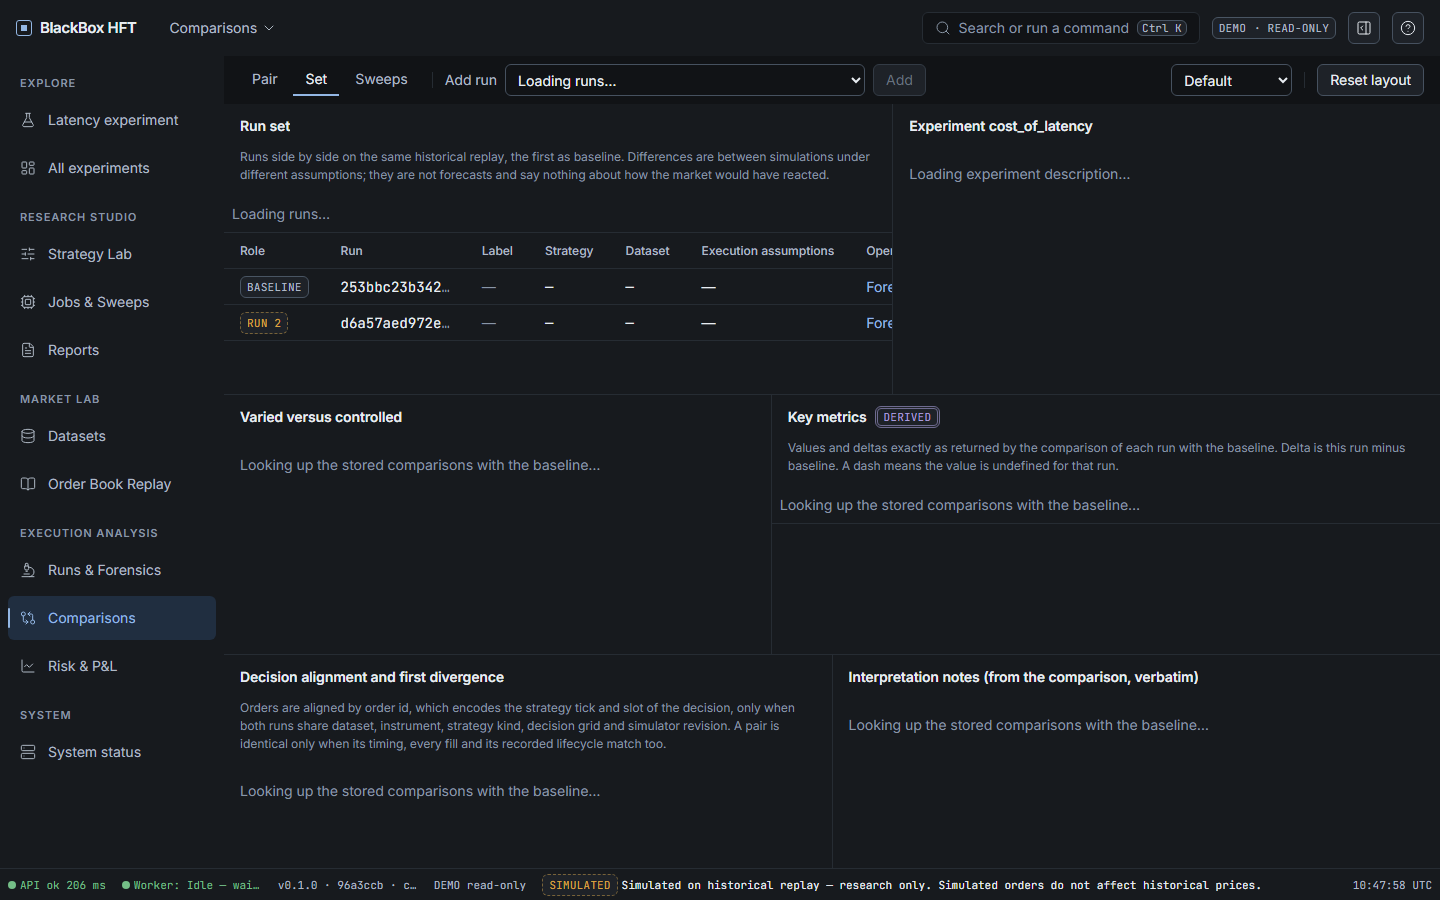 BlackBox HFT
Comparisons
Search or run a command Ctrl K
DEMO · READ-ONLY
EXPLORE
Latency experiment
All experiments
RESEARCH STUDIO
Strategy Lab
Jobs & Sweeps
Reports
MARKET LAB
Datasets
Order Book Replay
EXECUTION ANALYSIS
Runs & Forensics
Comparisons
Risk & P&L
SYSTEM
System status
Pair Set Sweeps Add run Loading runs... Add Default Reset layout
Run set
Runs side by side on the same historical replay, the first as baseline. Differences are between simulations under
different assumptions; they are not forecasts and say nothing about how the market would have reacted.
Loading runs...
Role Run Label Strategy Dataset Execution assumptions Oper
BASELINE 253bbc23b342… — — — — Fore
RUN 2 d6a57aed972e… — — — — Fore
Experiment cost_of_latency
Loading experiment description...
Varied versus controlled
Looking up the stored comparisons with the baseline...
Key metrics DERIVED
Values and deltas exactly as returned by the comparison of each run with the baseline. Delta is this run minus
baseline. A dash means the value is undefined for that run.
Looking up the stored comparisons with the baseline...
Decision alignment and first divergence
Orders are aligned by order id, which encodes the strategy tick and slot of the decision, only when
both runs share dataset, instrument, strategy kind, decision grid and simulator revision. A pair is
identical only when its timing, every fill and its recorded lifecycle match too.
Looking up the stored comparisons with the baseline...
Interpretation notes (from the comparison, verbatim)
Looking up the stored comparisons with the baseline...
API ok 206 ms Worker: Idle — wai… v0.1.0 · 96a3ccb · c… DEMO read-only SIMULATED Simulated on historical replay — research only. Simulated orders do not affect historical prices. 10:47:58 UTC